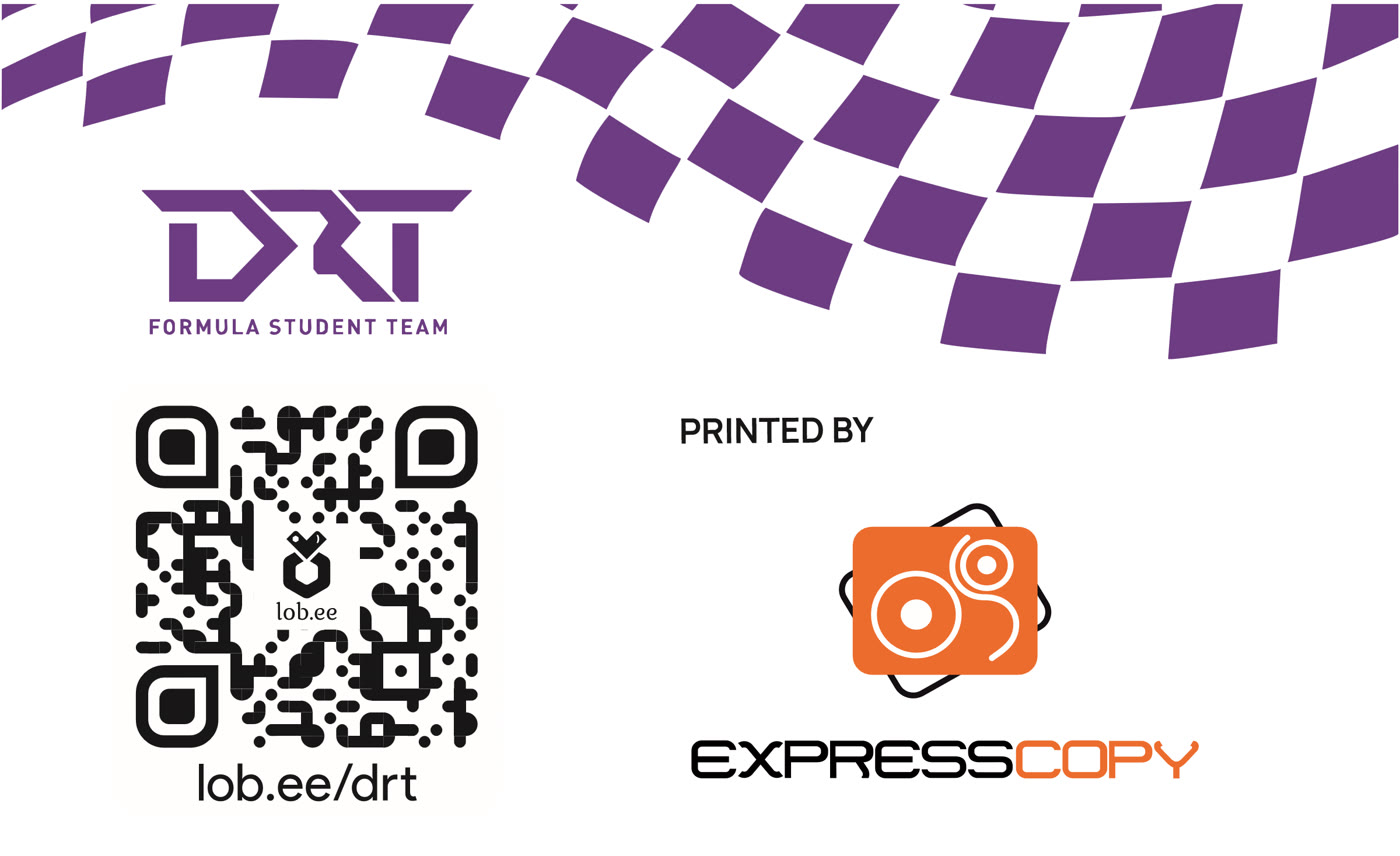 DRT
FORMULA STUDENT TEAM
PRINTED BY
lob.ee
lob.ee/drt
EXPRESSCOPY